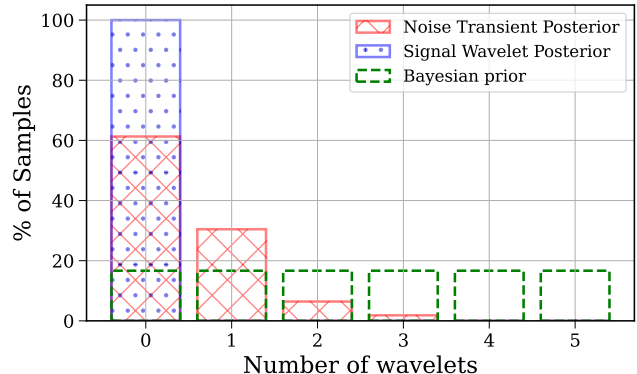 Noise Transient Posterior
Signal Wavelet Posterior
Bayesian prior
% of Samples
100
80
60
40
20
0
0 1 2 3 4 5
Number of wavelets